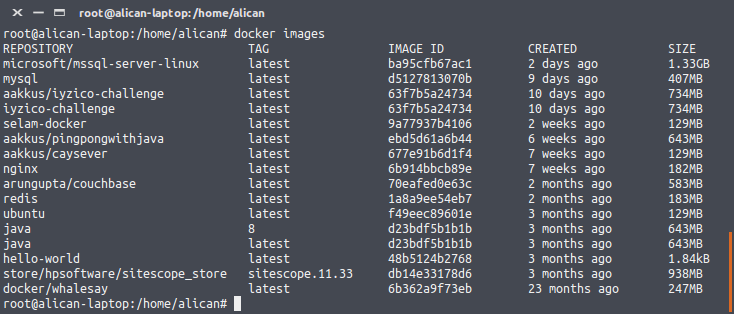 root@alican-laptop: /home/alican
root@alican-laptop:/home/alican# docker images
REPOSITORY TAG IMAGE ID CREATED SIZE
microsoft/mssql-server-linux latest ba95cfb67ac1 2 days ago 1.33GB
mysql latest d5127813070b 9 days ago 407MB
aakkus/iyzico-challenge latest 63f7b5a24734 10 days ago 734MB
iyzico-challenge latest 63f7b5a24734 10 days ago 734MB
selam-docker latest 9a77937b4106 2 weeks ago 129MB
aakkus/pingpongwithjava latest ebd5d61a6b44 6 weeks ago 643MB
aakkus/caysever latest 677e91b6d1f4 7 weeks ago 129MB
nginx latest 6b914bbcb89e 7 weeks ago 182MB
arungupta/couchbase latest 70eafed0e63c 2 months ago 583MB
redis latest 1a8a9ee54eb7 2 months ago 183MB
ubuntu latest f49eec89601e 3 months ago 129MB
java 8 d23bdf5b1b1b 3 months ago 643MB
java latest d23bdf5b1b1b 3 months ago 643MB
hello-world latest 48b5124b2768 3 months ago 1.84kB
store/hpsoftware/sitescope_store sitescope.11.33 db14e33178d6 3 months ago 938MB
docker/whalesay latest 6b362a9f73eb 23 months ago 247MB
root@alican-laptop:/home/alican#